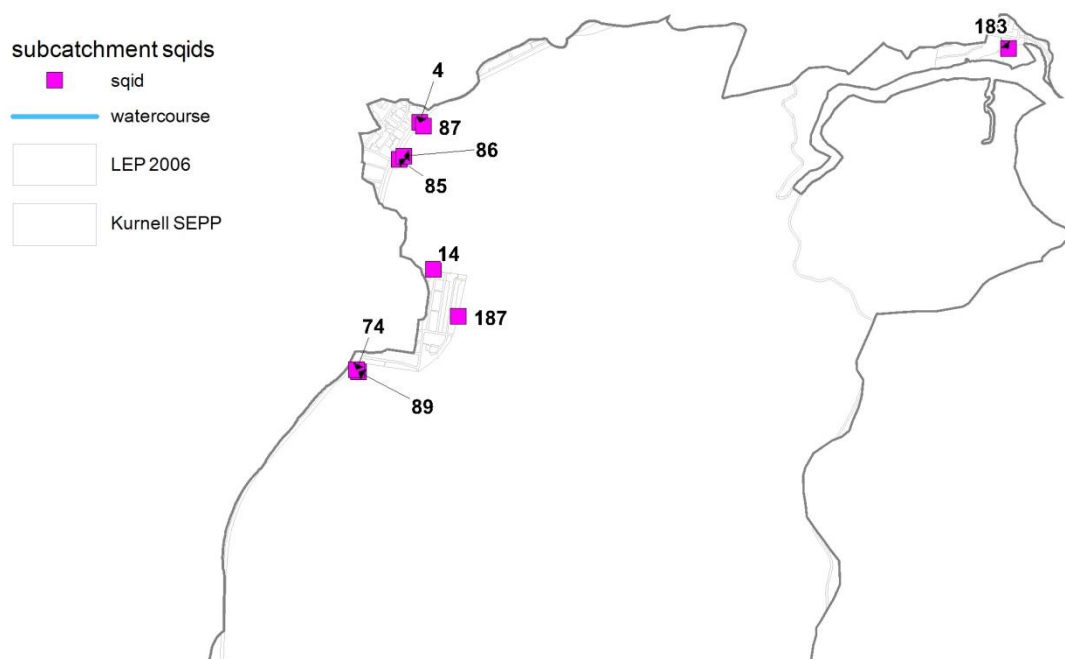 subcatchment sqids
sqid
watercourse
LEP 2006
Kurnell SEPP
183
4
87
86
85
14
187
74
89